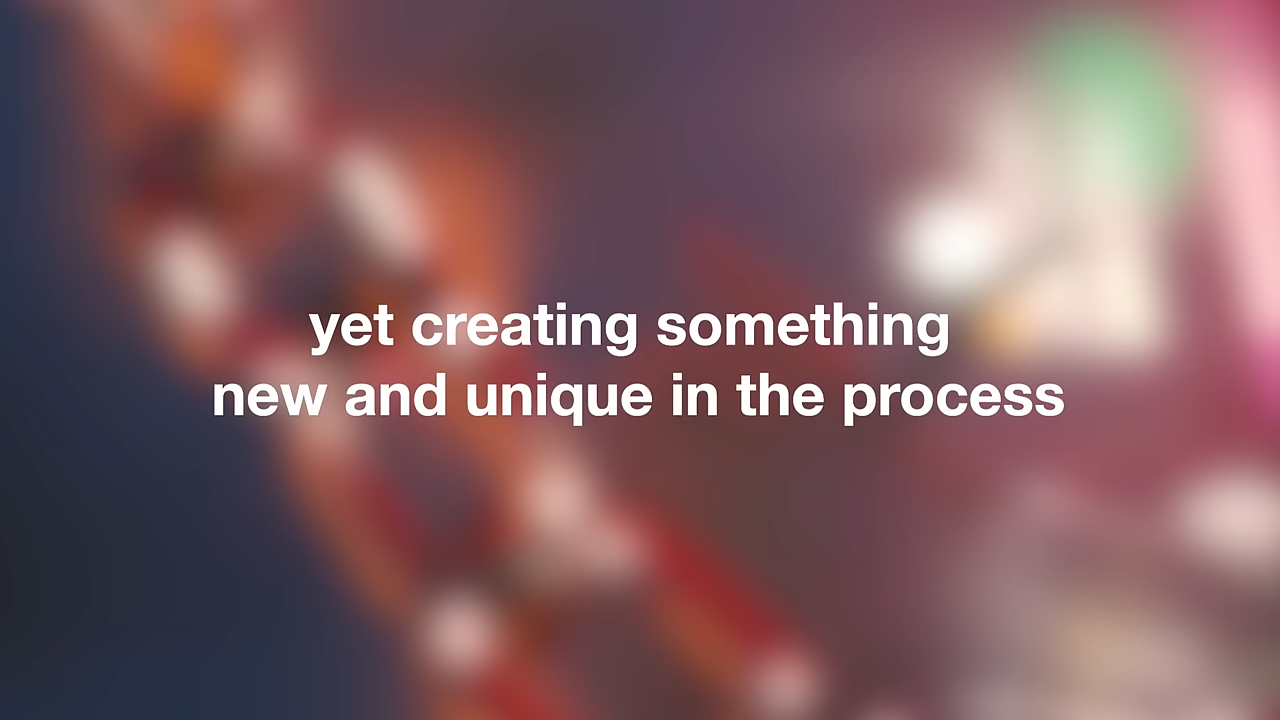 yet creating something
new and unique in the process